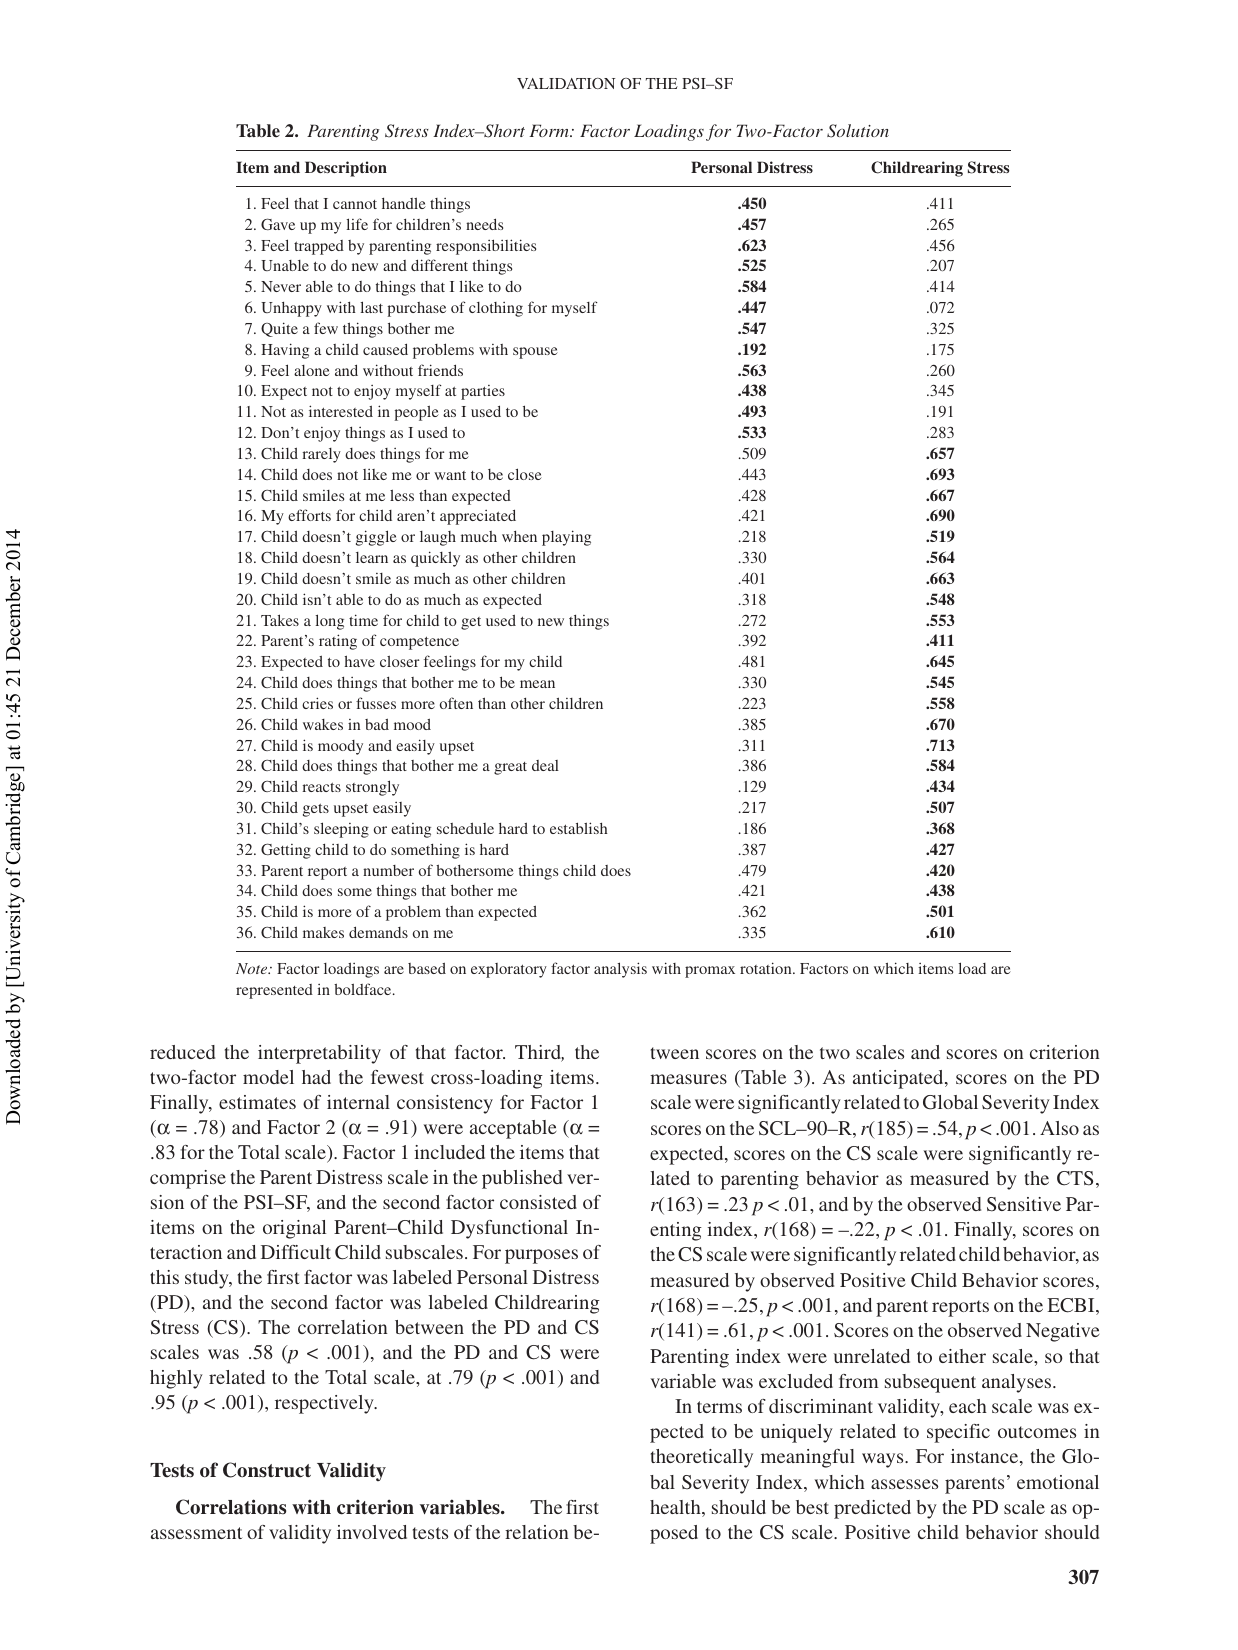 VALIDATION OF THE PSI–SF
Table 2. Parenting Stress Index–Short Form: Factor Loadings for Two-Factor Solution
Item and Description Personal Distress Childrearing Stress
1. Feel that I cannot handle things .450 .411
2. Gave up my life for children’s needs .457 .265
3. Feel trapped by parenting responsibilities .623 .456
4. Unable to do new and different things .525 .207
5. Never able to do things that I like to do .584 .414
6. Unhappy with last purchase of clothing for myself .447 .072
7. Quite a few things bother me .547 .325
8. Having a child caused problems with spouse .192 .175
9. Feel alone and without friends .563 .260
10. Expect not to enjoy myself at parties .438 .345
11. Not as interested in people as I used to be .493 .191
12. Don’t enjoy things as I used to .533 .283
13. Child rarely does things for me .509 .657
14. Child does not like me or want to be close .443 .693
15. Child smiles at me less than expected .428 .667
16. My efforts for child aren’t appreciated .421 .690
17. Child doesn’t giggle or laugh much when playing .218 .519
18. Child doesn’t learn as quickly as other children .330 .564
19. Child doesn’t smile as much as other children .401 .663
20. Child isn’t able to do as much as expected .318 .548
21. Takes a long time for child to get used to new things .272 .553
22. Parent’s rating of competence .392 .411
23. Expected to have closer feelings for my child .481 .645
24. Child does things that bother me to be mean .330 .545
25. Child cries or fusses more often than other children .223 .558
26. Child wakes in bad mood .385 .670
27. Child is moody and easily upset .311 .713
28. Child does things that bother me a great deal .386 .584
29. Child reacts strongly .129 .434
30. Child gets upset easily .217 .507
31. Child’s sleeping or eating schedule hard to establish .186 .368
32. Getting child to do something is hard .387 .427
33. Parent report a number of bothersome things child does .479 .420
34. Child does some things that bother me .421 .438
35. Child is more of a problem than expected .362 .501
36. Child makes demands on me .335 .610
Note: Factor loadings are based on exploratory factor analysis with promax rotation. Factors on which items load are
represented in boldface.
reduced the interpretability of that factor. Third, the
two-factor model had the fewest cross-loading items.
Finally, estimates of internal consistency for Factor 1
(α = .78) and Factor 2 (α = .91) were acceptable (α =
.83 for the Total scale). Factor 1 included the items that
comprise the Parent Distress scale in the published ver-
sion of the PSI–SF, and the second factor consisted of
items on the original Parent–Child Dysfunctional In-
teraction and Difficult Child subscales. For purposes of
this study, the first factor was labeled Personal Distress
(PD), and the second factor was labeled Childrearing
Stress (CS). The correlation between the PD and CS
scales was .58 (p < .001), and the PD and CS were
highly related to the Total scale, at .79 (p < .001) and
.95 (p < .001), respectively.
Tests of Construct Validity
Correlations with criterion variables. The first
assessment of validity involved tests of the relation be-
tween scores on the two scales and scores on criterion
measures (Table 3). As anticipated, scores on the PD
scale were significantly related to Global Severity Index
scores on the SCL–90–R, r(185) = .54, p < .001. Also as
expected, scores on the CS scale were significantly re-
lated to parenting behavior as measured by the CTS,
r(163) = .23 p < .01, and by the observed Sensitive Par-
enting index, r(168) = –.22, p < .01. Finally, scores on
the CS scale were significantly related child behavior, as
measured by observed Positive Child Behavior scores,
r(168) = –.25, p < .001, and parent reports on the ECBI,
r(141) = .61, p < .001. Scores on the observed Negative
Parenting index were unrelated to either scale, so that
variable was excluded from subsequent analyses.
In terms of discriminant validity, each scale was ex-
pected to be uniquely related to specific outcomes in
theoretically meaningful ways. For instance, the Glo-
bal Severity Index, which assesses parents’ emotional
health, should be best predicted by the PD scale as op-
posed to the CS scale. Positive child behavior should
307
Downloaded by [University of Cambridge] at 01:45 21 December 2014